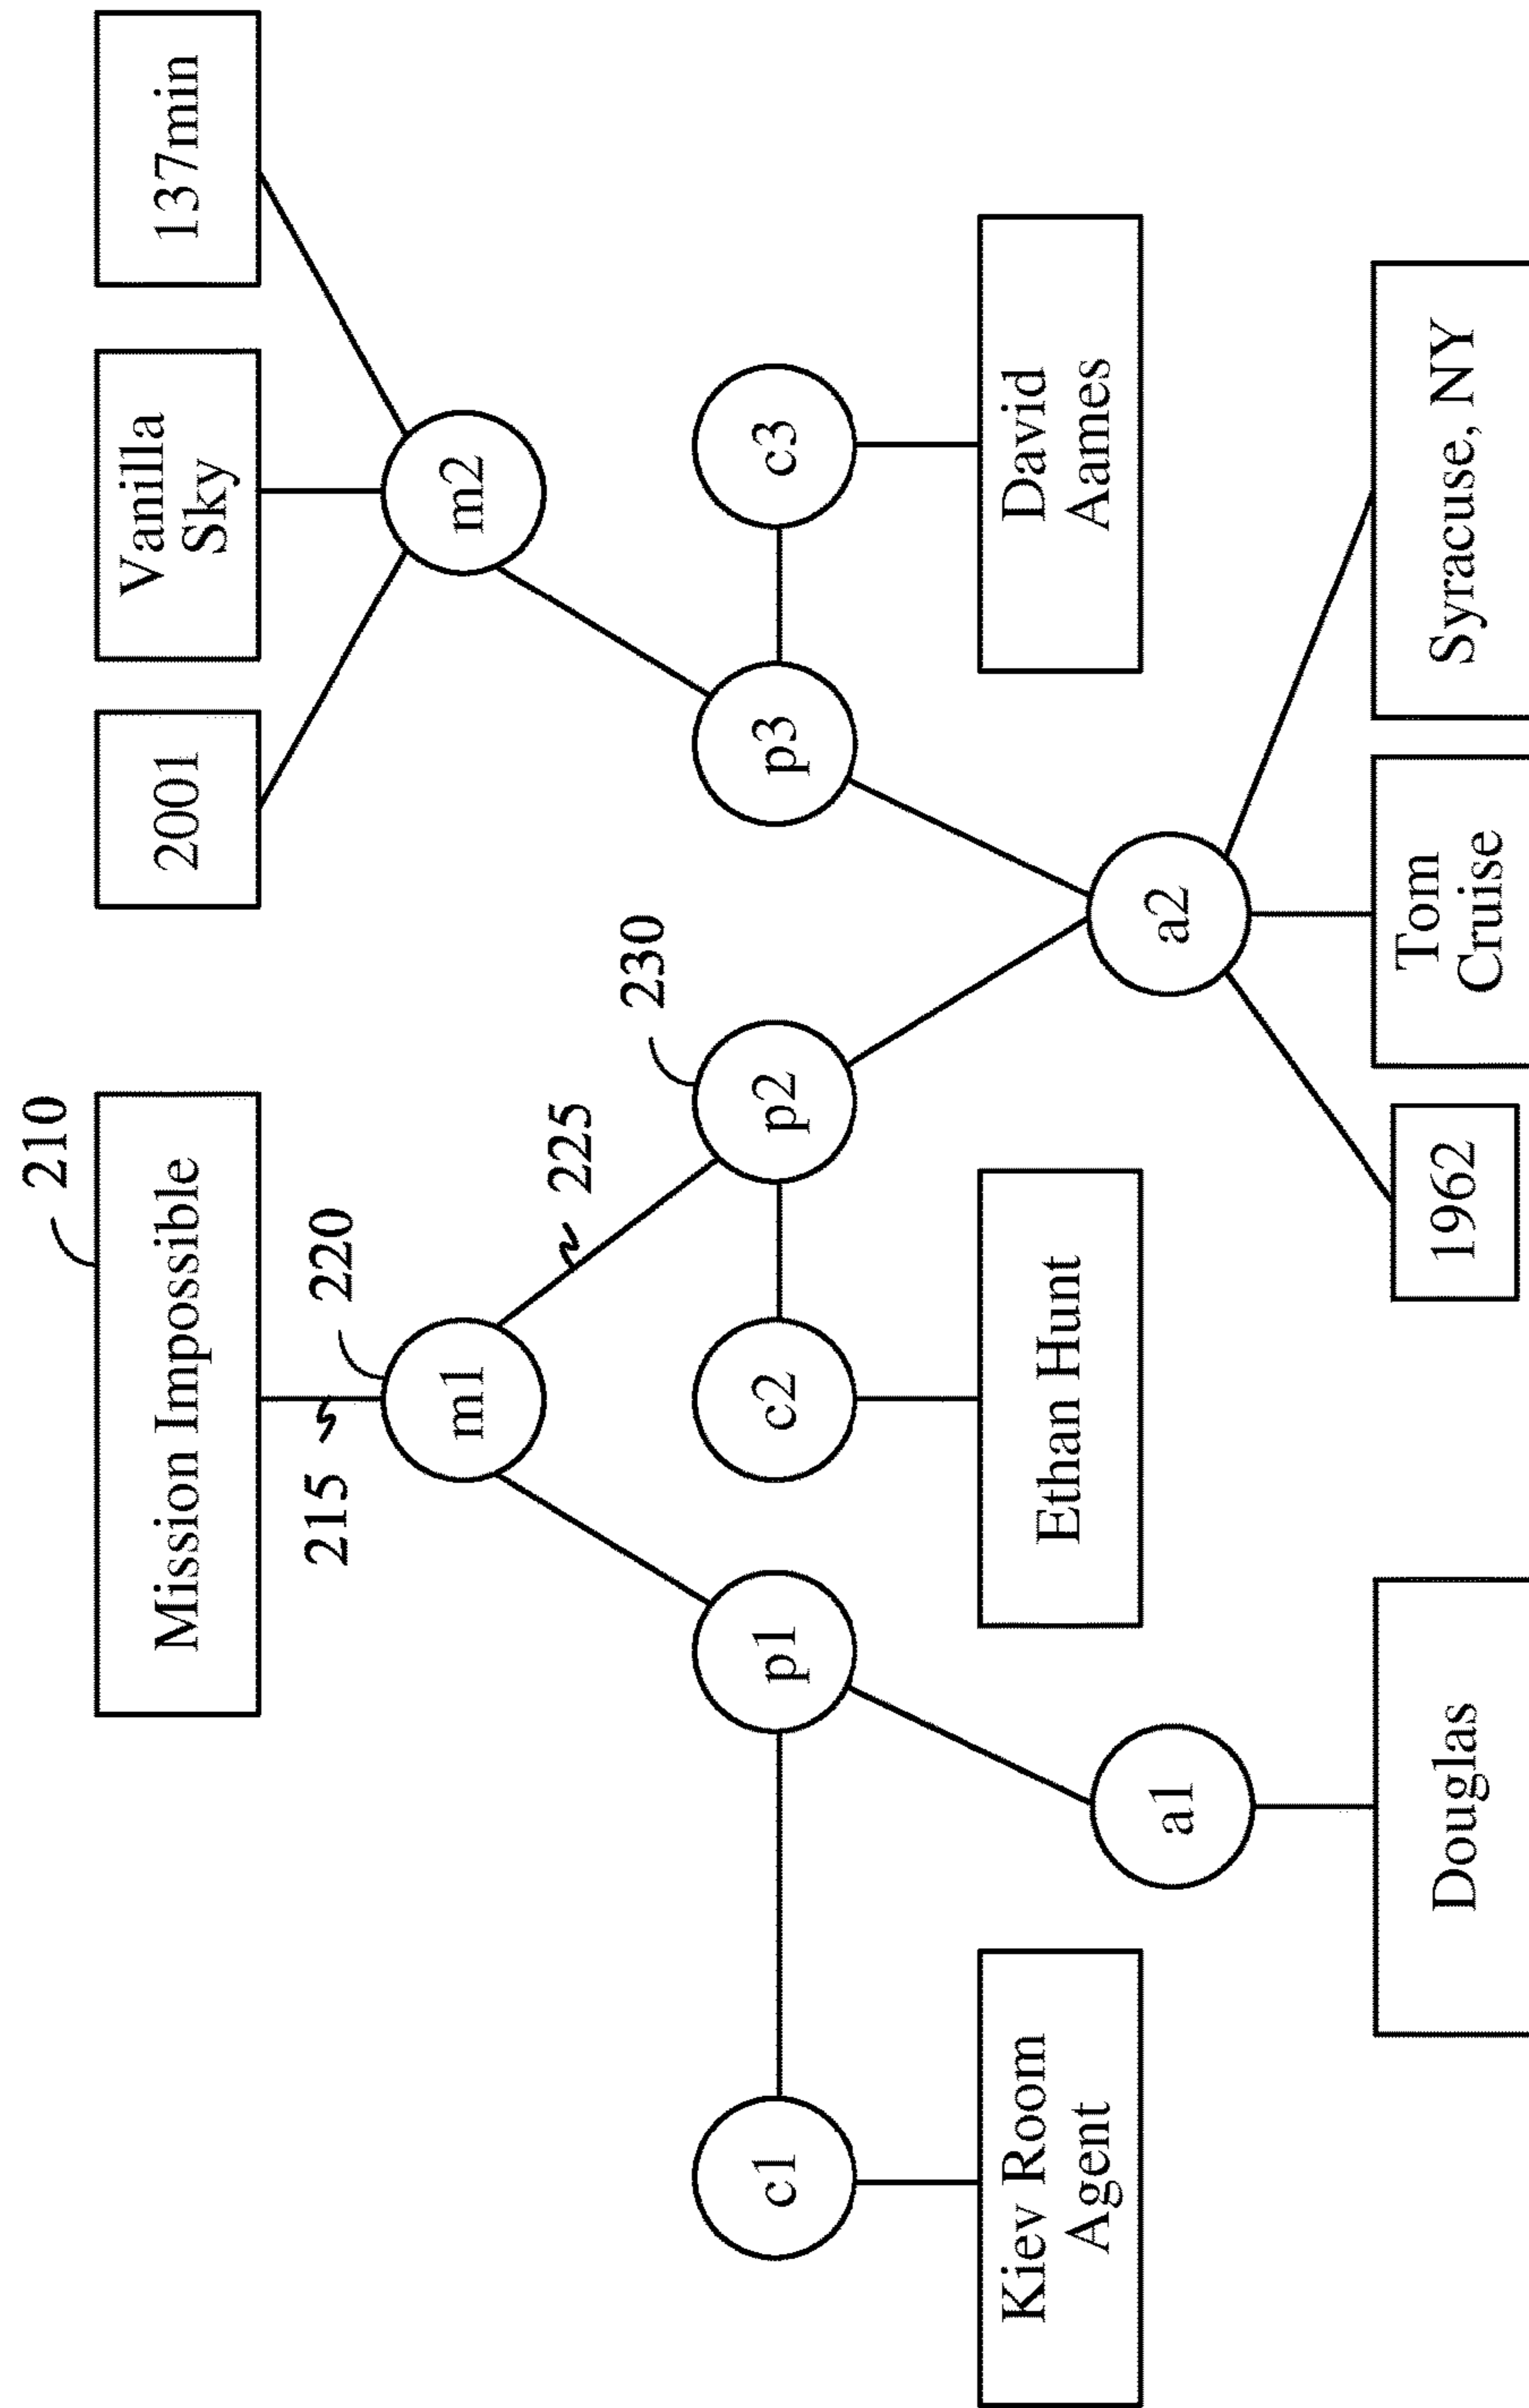 210
Mission Impossible
2001
Vanilla
Sky
137min
215
220
m1
m2
225
230
c1
p1
c2
p2
p3
c3
Kiev Room
Agent
Ethan Hunt
David
Aames
a1
a2
Douglas
1962
Tom
Cruise
Syracuse, NY